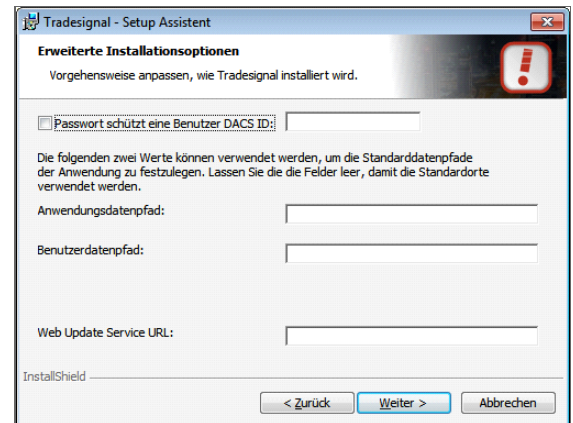 Tradesignal - Setup Assistent
Erweiterte Installationsoptionen
Vorgehensweise anpassen, wie Tradesignal installiert wird.
Passwort schützt eine Benutzer DACS ID:
Die folgenden zwei Werte können verwendet werden, um die Standarddatenpfade
der Anwendung zu festzulegen. Lassen Sie die die Felder leer, damit die Standardorte
verwendet werden.
Anwendungsdatenpfad:
Benutzerdatenpfad:
Web Update Service URL:
InstallShield
< Zurück Weiter > Abbrechen